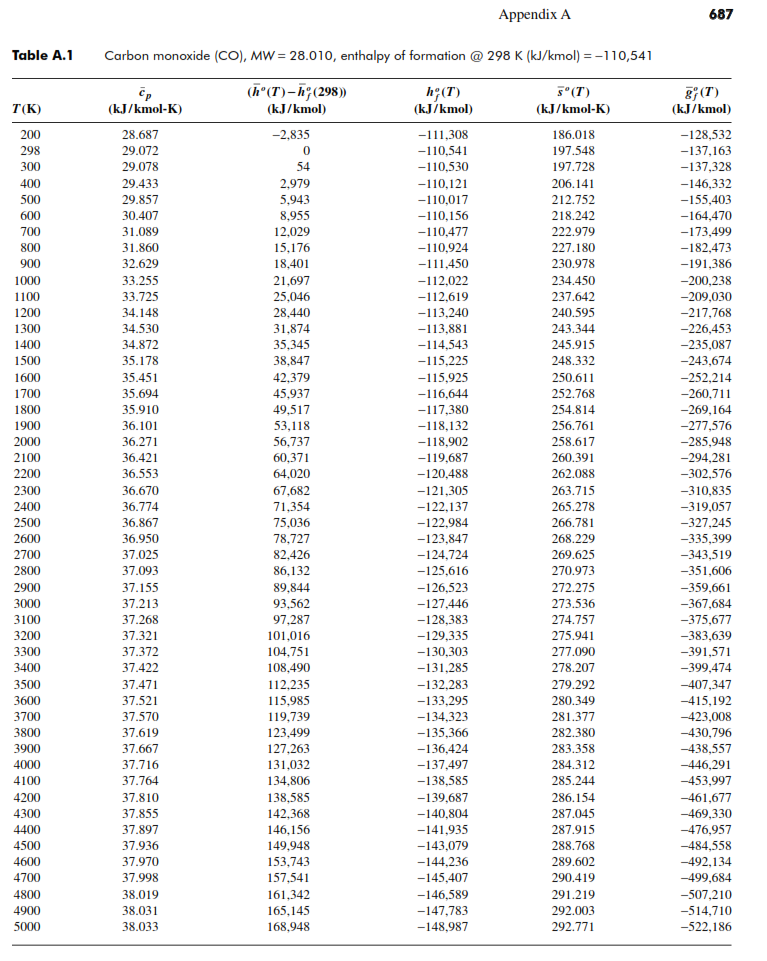 Appendix A 687
Table A.1 Carbon monoxide (CO), MW = 28.010, enthalpy of formation @ 298 K (kJ/kmol) = −110,541
c̄p (h̄°(T) − h̄°f(298)) h̄°f(T) s̄°(T) ḡ°f(T)
T(K) (kJ/kmol-K) (kJ/kmol) (kJ/kmol) (kJ/kmol-K) (kJ/kmol)
200 28.687 −2,835 −111,308 186.018 −128,532
298 29.072 0 −110,541 197.548 −137,163
300 29.078 54 −110,530 197.728 −137,328
400 29.433 2,979 −110,121 206.141 −146,332
500 29.857 5,943 −110,017 212.752 −155,403
600 30.407 8,955 −110,156 218.242 −164,470
700 31.089 12,029 −110,477 222.979 −173,499
800 31.860 15,176 −110,924 227.180 −182,473
900 32.629 18,401 −111,450 230.978 −191,386
1000 33.255 21,697 −112,022 234.450 −200,238
1100 33.725 25,046 −112,619 237.642 −209,030
1200 34.148 28,440 −113,240 240.595 −217,768
1300 34.530 31,874 −113,881 243.344 −226,453
1400 34.872 35,345 −114,543 245.915 −235,087
1500 35.178 38,847 −115,225 248.332 −243,674
1600 35.451 42,379 −115,925 250.611 −252,214
1700 35.694 45,937 −116,644 252.768 −260,711
1800 35.910 49,517 −117,380 254.814 −269,164
1900 36.101 53,118 −118,132 256.761 −277,576
2000 36.271 56,737 −118,902 258.617 −285,948
2100 36.421 60,371 −119,687 260.391 −294,281
2200 36.553 64,020 −120,488 262.088 −302,576
2300 36.670 67,682 −121,305 263.715 −310,835
2400 36.774 71,354 −122,137 265.278 −319,057
2500 36.867 75,036 −122,984 266.781 −327,245
2600 36.950 78,727 −123,847 268.229 −335,399
2700 37.025 82,426 −124,724 269.625 −343,519
2800 37.093 86,132 −125,616 270.973 −351,606
2900 37.155 89,844 −126,523 272.275 −359,661
3000 37.213 93,562 −127,446 273.536 −367,684
3100 37.268 97,287 −128,383 274.757 −375,677
3200 37.321 101,016 −129,335 275.941 −383,639
3300 37.372 104,751 −130,303 277.090 −391,571
3400 37.422 108,490 −131,285 278.207 −399,474
3500 37.471 112,235 −132,283 279.292 −407,347
3600 37.521 115,985 −133,295 280.349 −415,192
3700 37.570 119,739 −134,323 281.377 −423,008
3800 37.619 123,499 −135,366 282.380 −430,796
3900 37.667 127,263 −136,424 283.358 −438,557
4000 37.716 131,032 −137,497 284.312 −446,291
4100 37.764 134,806 −138,585 285.244 −453,997
4200 37.810 138,585 −139,687 286.154 −461,677
4300 37.855 142,368 −140,804 287.045 −469,330
4400 37.897 146,156 −141,935 287.915 −476,957
4500 37.936 149,948 −143,079 288.768 −484,558
4600 37.970 153,743 −144,236 289.602 −492,134
4700 37.998 157,541 −145,407 290.419 −499,684
4800 38.019 161,342 −146,589 291.219 −507,210
4900 38.031 165,145 −147,783 292.003 −514,710
5000 38.033 168,948 −148,987 292.771 −522,186